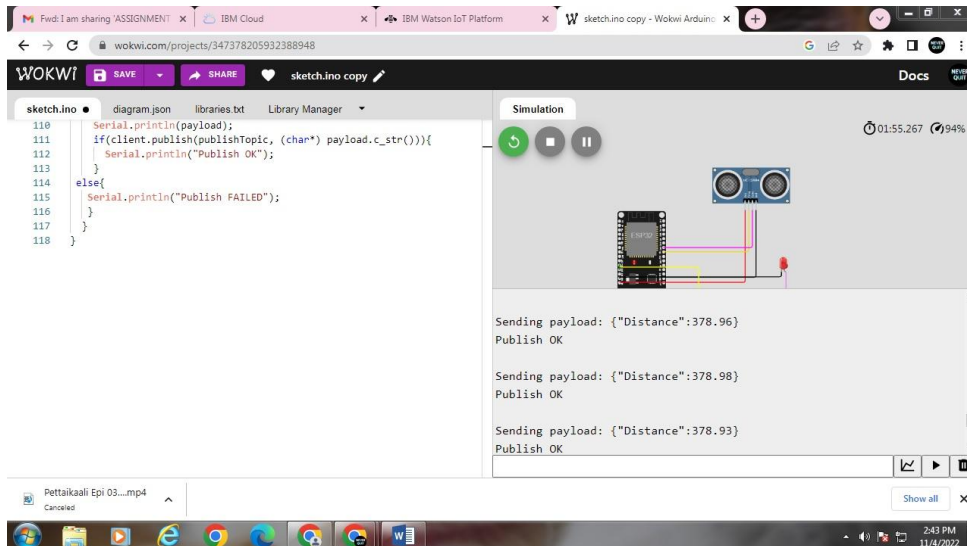 Fwd: I am sharing 'ASSIGNMENT
IBM Cloud
IBM Watson IoT Platform
sketch.ino copy - Wokwi Arduino
wokwi.com/projects/347378205932388948
WOKWi
SAVE
SHARE
sketch.ino copy
Docs
sketch.ino
diagram.json
libraries.txt
Library Manager
Simulation
110 Serial.println(payload);
111 if(client.publish(publishTopic, (char*) payload.c_str())){
112 Serial.println("Publish OK");
113 }
114 else{
115 Serial.println("Publish FAILED");
116 }
117 }
118 }
01:55.267
94%
ESP32
Sending payload: {"Distance":378.96}
Publish OK
Sending payload: {"Distance":378.98}
Publish OK
Sending payload: {"Distance":378.93}
Publish OK
Pettaikaali Epi 03....mp4
Canceled
Show all
2:43 PM
11/4/2022